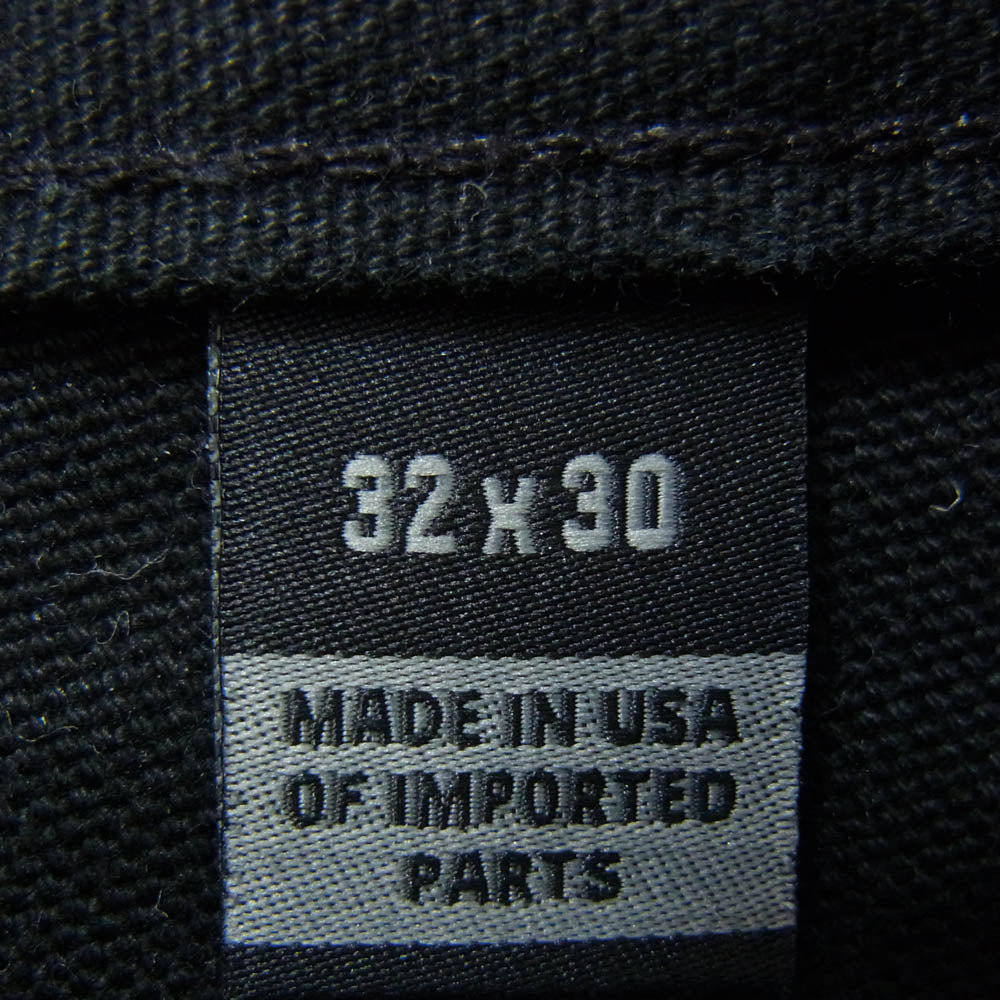 32 x 30
MADE IN USA
OF IMPORTED
PARTS